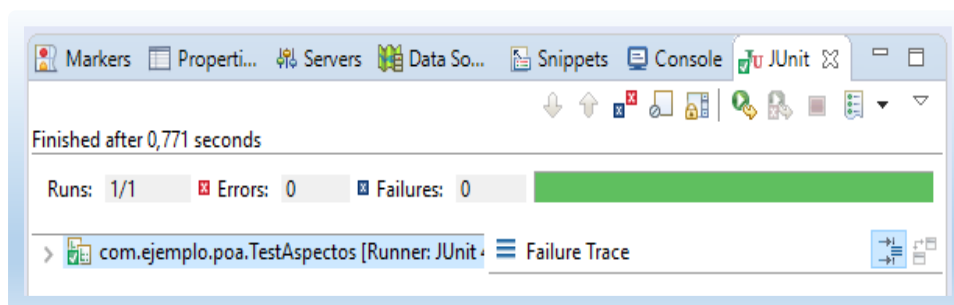 Markers Properti... Servers Data So... Snippets Console JUnit
Finished after 0,771 seconds
Runs: 1/1 Errors: 0 Failures: 0
com.ejemplo.poa.TestAspectos [Runner: JUnit Failure Trace